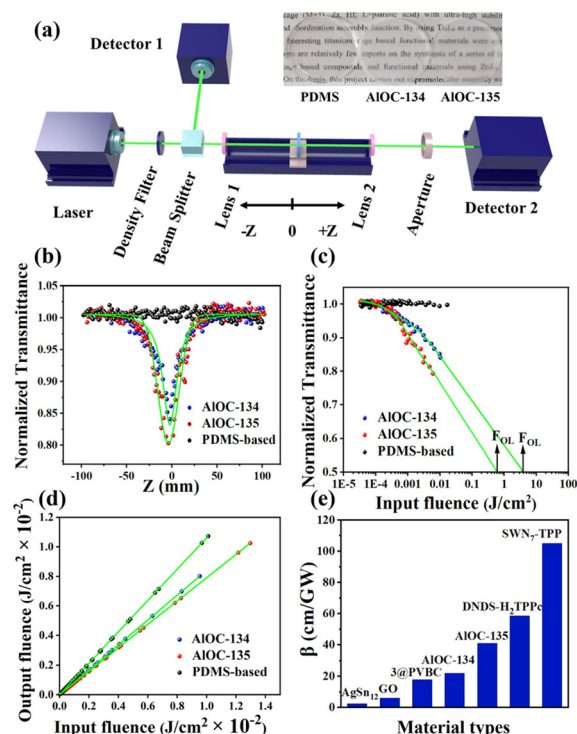 (a)
Detector 1
PDMS AlOC-134 AlOC-135
Laser
Density Filter
Beam Splitter
Lens 1
-Z 0 +Z
Lens 2
Aperture
Detector 2
(b)
Normalized Transmittance
1.05
1.00
0.95
0.90
0.85
0.80
AlOC-134
AlOC-135
PDMS-based
-100 -50 0 50 100
Z (mm)
(c)
Normalized Transmittance
1.0
0.9
0.8
0.7
0.6
0.5
AlOC-134
AlOC-135
PDMS-based
FOL FOL
1E-5 1E-4 0.001 0.01 0.1 1 10 100
Input fluence (J/cm²)
(d)
Output fluence (J/cm² × 10⁻²)
1.2
1.0
0.8
0.6
0.4
0.2
0.0
AlOC-134
AlOC-135
PDMS-based
0.0 0.2 0.4 0.6 0.8 1.0 1.2 1.4
Input fluence (J/cm² × 10⁻²
(e)
β (cm/GW)
120
100
80
60
40
20
0
AgSn₁₂
GO
3@PVBC
AlOC-134
AlOC-135
DNDS-H₂TPPc
SWN₇-TPP
Material types